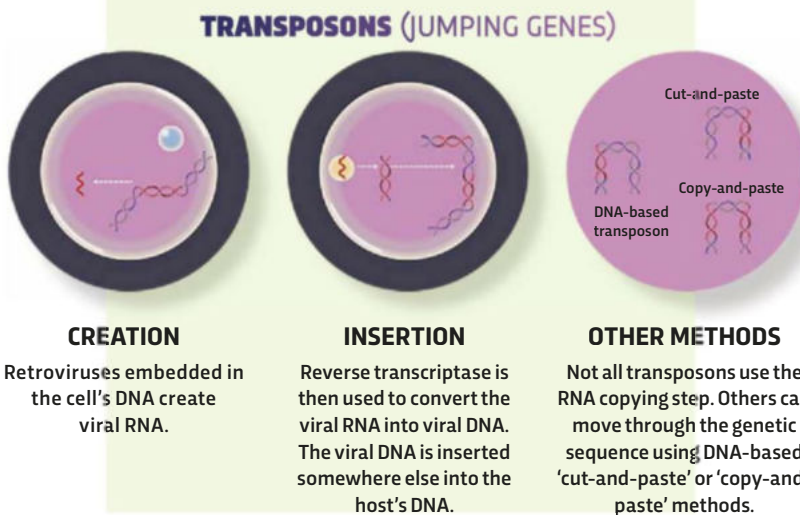 TRANSPOSONS (JUMPING GENES)
Cut-and-paste
Copy-and-paste
DNA-based
transposon
CREATION
Retroviruses embedded in
the cell's DNA create
viral RNA.
INSERTION
Reverse transcriptase is
then used to convert the
viral RNA into viral DNA.
The viral DNA is inserted
somewhere else into the
host's DNA.
OTHER METHODS
Not all transposons use the
RNA copying step. Others ca
move through the genetic
sequence using DNA-based
‘cut-and-paste’ or ‘copy-and
paste’ methods.